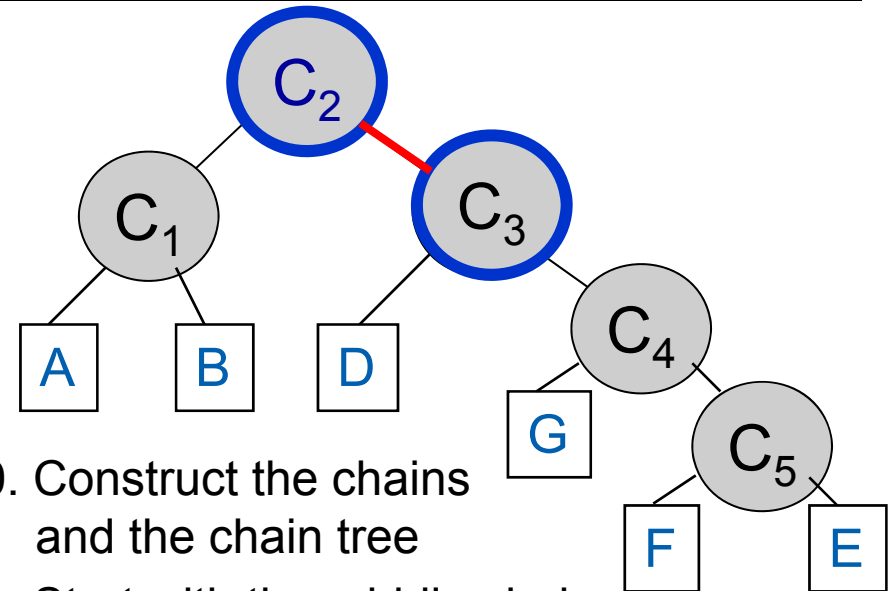 C2
C1
C3
A
B
D
C4
G
C5
F
E
. Construct the chains
and the chain tree